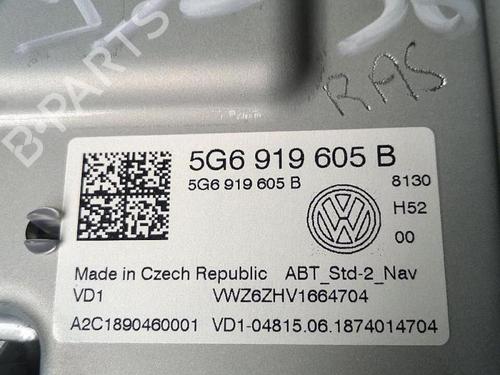 RAS
B-PARTS
5G6 919 605 B
5G6 919 605 B
8130
H52
00
Made in Czech Republic ABT_Std-2_Nav
VD1 VWZ6ZHV1664704
A2C1890460001 VD1-04815.06.1874014704